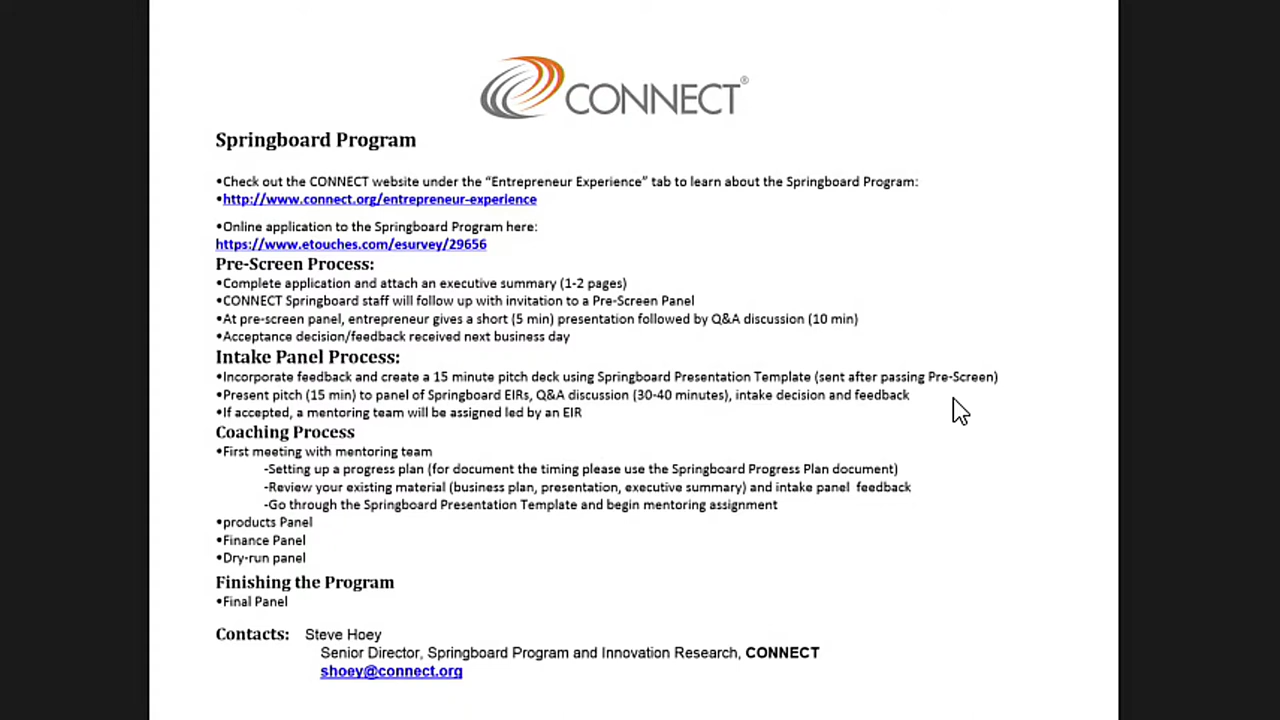 CONNECT®
Springboard Program
•Check out the CONNECT website under the “Entrepreneur Experience” tab to learn about the Springboard Program:
•http://www.connect.org/entrepreneur-experience
•Online application to the Springboard Program here:
https://www.etouches.com/esurvey/29656
Pre-Screen Process:
•Complete application and attach an executive summary (1-2 pages)
•CONNECT Springboard staff will follow up with invitation to a Pre-Screen Panel
•At pre-screen panel, entrepreneur gives a short (5 min) presentation followed by Q&A discussion (10 min)
•Acceptance decision/feedback received next business day
Intake Panel Process:
•Incorporate feedback and create a 15 minute pitch deck using Springboard Presentation Template (sent after passing Pre-Screen)
•Present pitch (15 min) to panel of Springboard EIRs, Q&A discussion (30-40 minutes), intake decision and feedback
•If accepted, a mentoring team will be assigned led by an EIR
Coaching Process
•First meeting with mentoring team
-Setting up a progress plan (for document the timing please use the Springboard Progress Plan document)
-Review your existing material (business plan, presentation, executive summary) and intake panel feedback
-Go through the Springboard Presentation Template and begin mentoring assignment
•products Panel
•Finance Panel
•Dry-run panel
Finishing the Program
•Final Panel
Contacts: Steve Hoey
Senior Director, Springboard Program and Innovation Research, CONNECT
shoey@connect.org